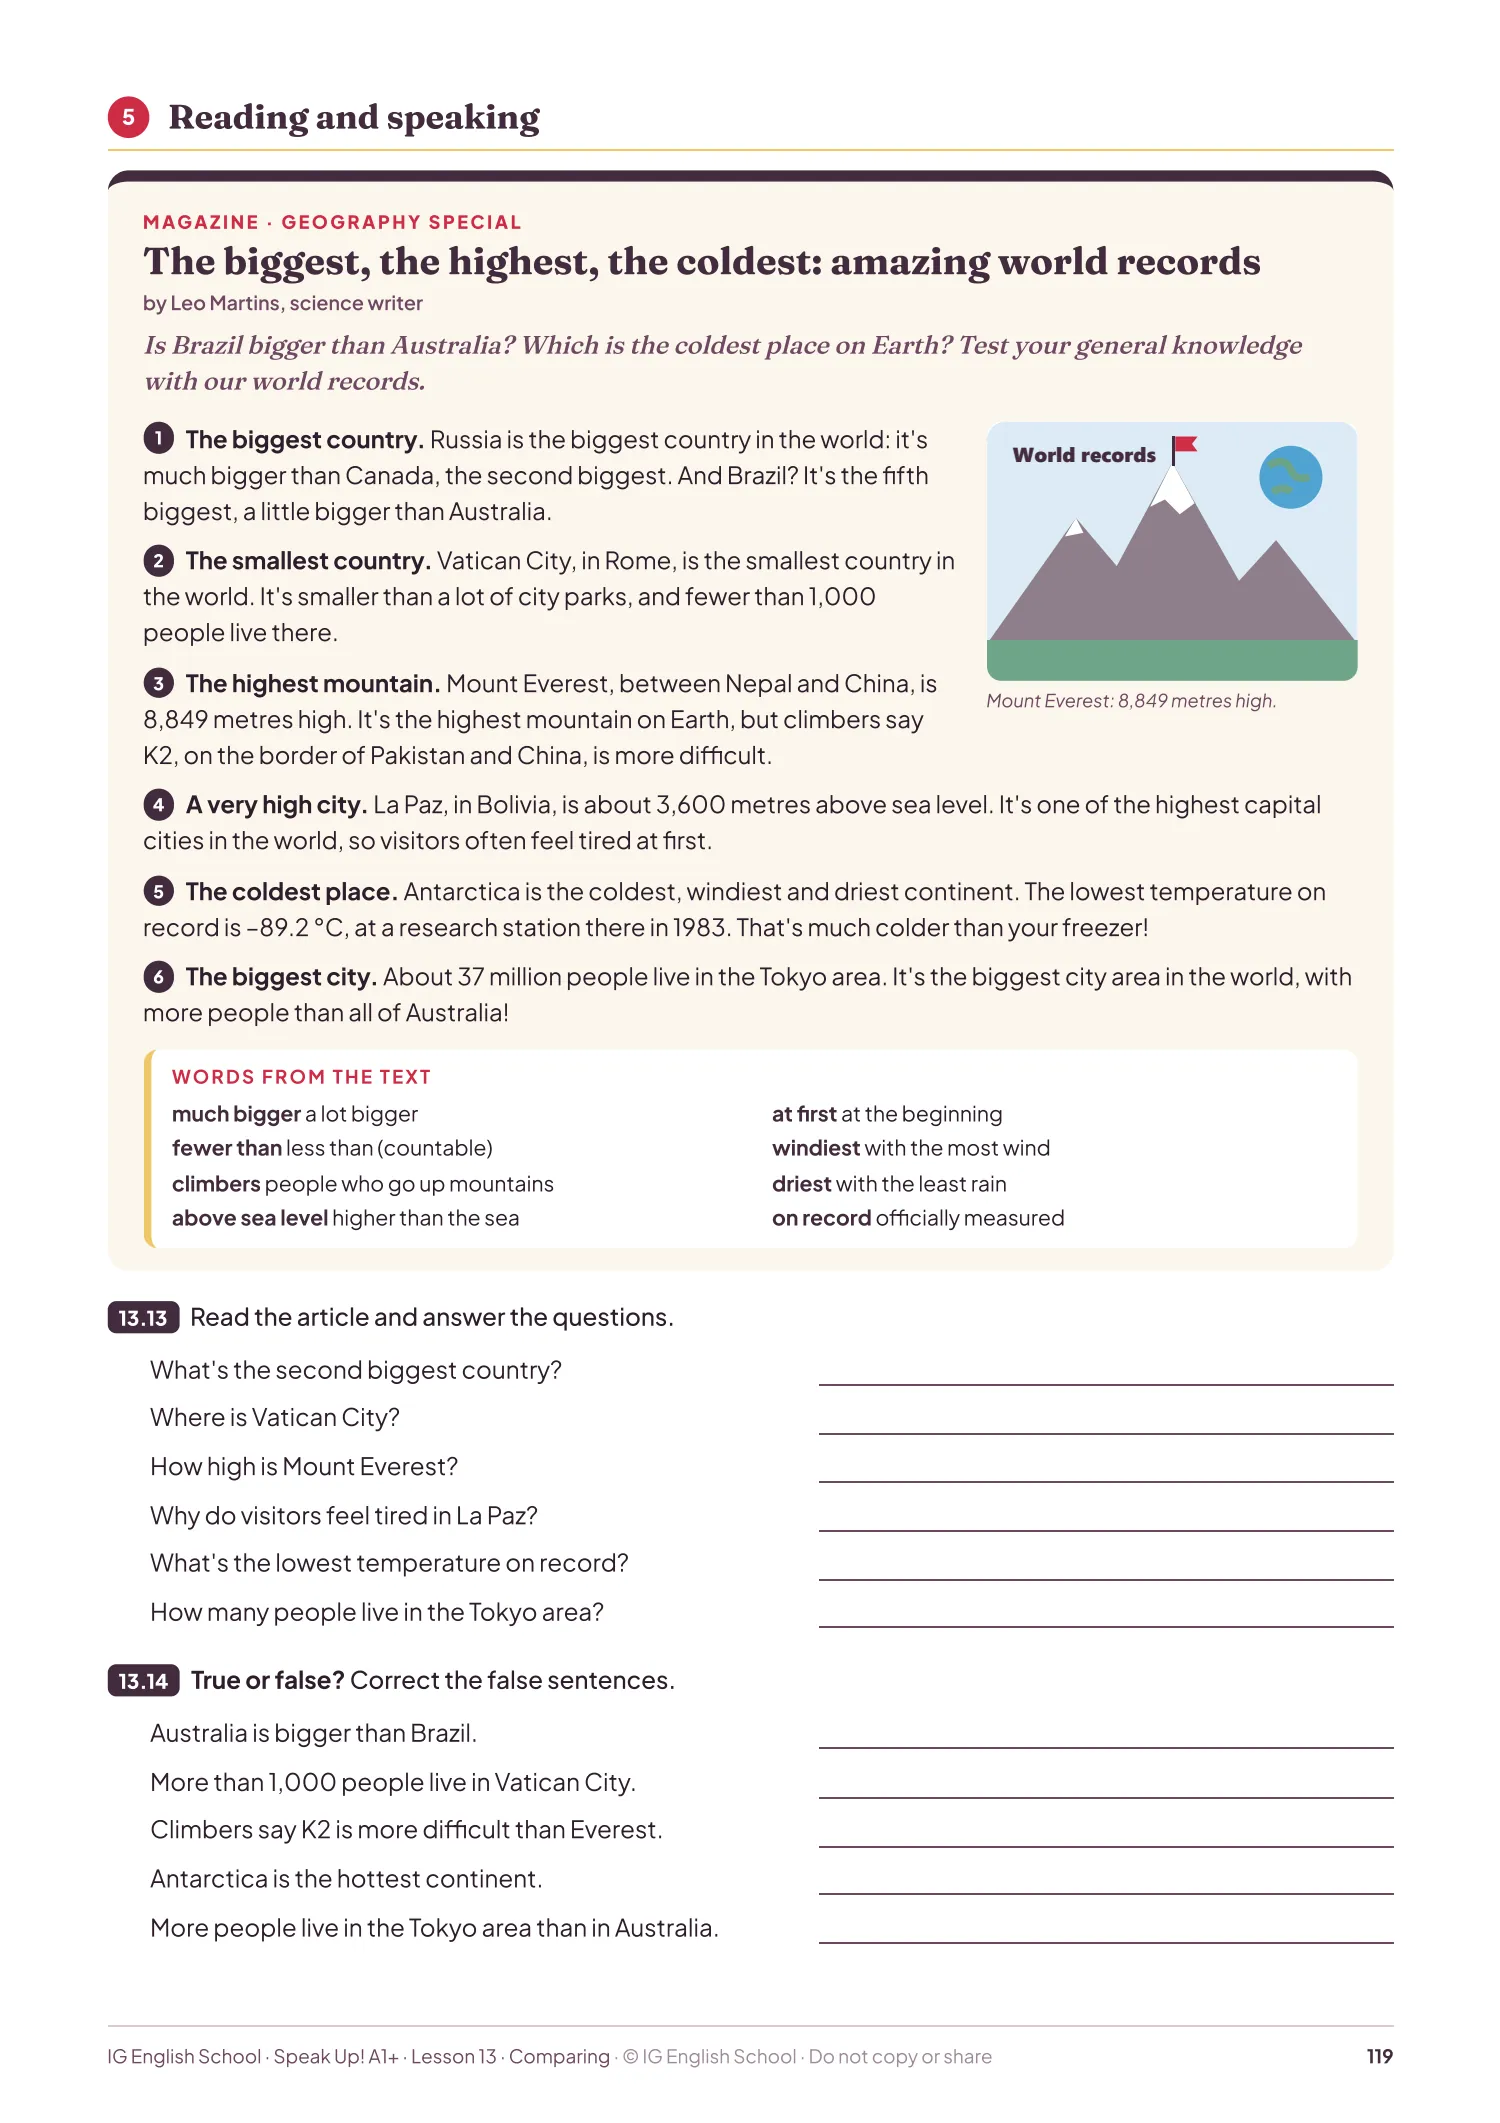 5 Reading and speaking
MAGAZINE · GEOGRAPHY SPECIAL
The biggest, the highest, the coldest: amazing world records
by Leo Martins, science writer
Is Brazil bigger than Australia? Which is the coldest place on Earth? Test your general knowledge
with our world records.
1 The biggest country. Russia is the biggest country in the world: it's
much bigger than Canada, the second biggest. And Brazil? It's the fifth
biggest, a little bigger than Australia.
2 The smallest country. Vatican City, in Rome, is the smallest country in
the world. It's smaller than a lot of city parks, and fewer than 1,000
people live there.
3 The highest mountain. Mount Everest, between Nepal and China, is
8,849 metres high. It's the highest mountain on Earth, but climbers say
K2, on the border of Pakistan and China, is more difficult.
World records
Mount Everest: 8,849 metres high.
4 A very high city. La Paz, in Bolivia, is about 3,600 metres above sea level. It's one of the highest capital
cities in the world, so visitors often feel tired at first.
5 The coldest place. Antarctica is the coldest, windiest and driest continent. The lowest temperature on
record is –89.2 °C, at a research station there in 1983. That's much colder than your freezer!
6 The biggest city. About 37 million people live in the Tokyo area. It's the biggest city area in the world, with
more people than all of Australia!
WORDS FROM THE TEXT
much bigger a lot bigger
fewer than less than (countable)
climbers people who go up mountains
above sea level higher than the sea
at first at the beginning
windiest with the most wind
driest with the least rain
on record officially measured
13.13 Read the article and answer the questions.
What's the second biggest country?
Where is Vatican City?
How high is Mount Everest?
Why do visitors feel tired in La Paz?
What's the lowest temperature on record?
How many people live in the Tokyo area?
13.14 True or false? Correct the false sentences.
Australia is bigger than Brazil.
More than 1,000 people live in Vatican City.
Climbers say K2 is more difficult than Everest.
Antarctica is the hottest continent.
More people live in the Tokyo area than in Australia.
IG English School · Speak Up! A1+ · Lesson 13 · Comparing · © IG English School · Do not copy or share
119